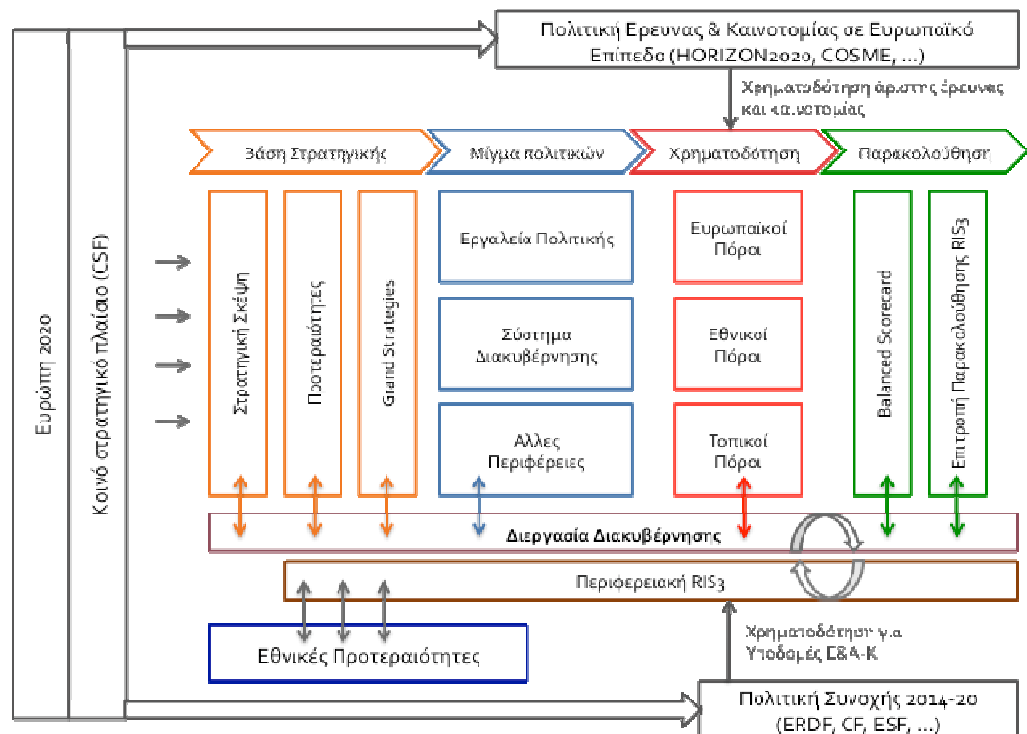 Πολιτική Ερευνας & Καινοτομίας σε Ευρωπαϊκό
Επίπεδο (HORIZON2020, COSME, ...)
Χρηματοδότηση άριστης έρευνας
και καινοτομίας
Βάση Στρατηγικής
Μίγμα πολιτικών
Χρηματοδότηση
Παρακολούθηση
Ευρώπη 2020
Κοινό στρατηγικό πλαίσιο (CSF)
Στρατηγική Σκέψη
Προτεραιότητες
Grand Strategies
Εργαλεία Πολιτικής
Σύστημα
Διακυβέρνησης
Αλλες
Περιφέρειες
Ευρωπαϊκοί
Πόροι
Εθνικοί
Πόροι
Τοπικοί
Πόροι
Balanced Scorecard
Επιτροπή Παρακολούθησης RIS3
Διεργασία Διακυβέρνησης
Περιφερειακή RIS3
Εθνικές Προτεραιότητες
Χρηματοδότηση για
Υποδομές Ε&Α-Κ
Πολιτική Συνοχής 2014-20
(ERDF, CF, ESF, ...)